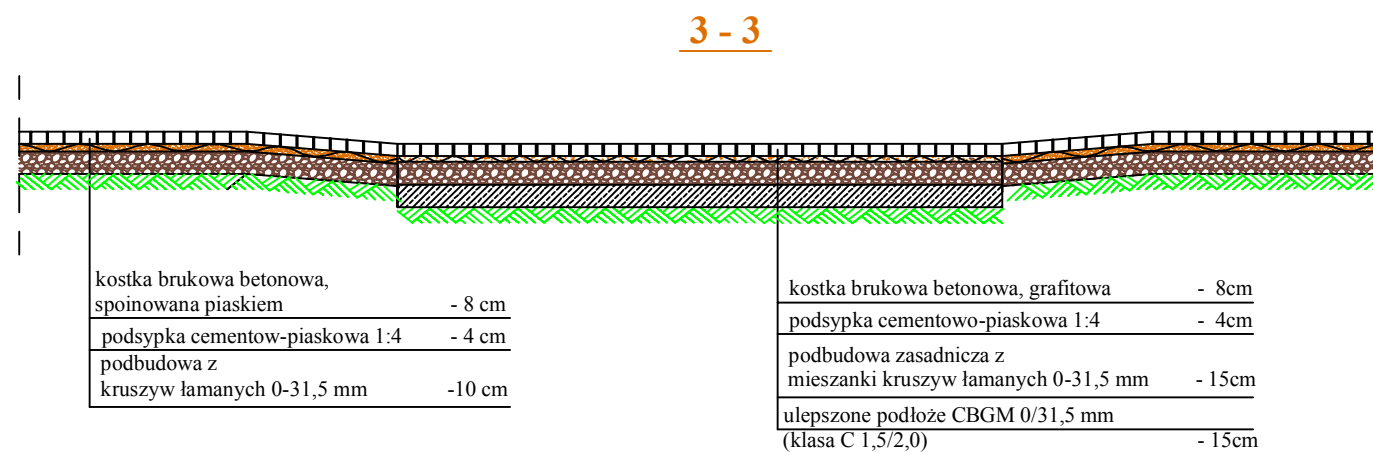 3 - 3
kostka brukowa betonowa,
spoinowana piaskiem - 8 cm
podsypka cementow-piaskowa 1:4 - 4 cm
podbudowa z
kruszyw łamanych 0-31,5 mm -10 cm
kostka brukowa betonowa, grafitowa - 8cm
podsypka cementowo-piaskowa 1:4 - 4cm
podbudowa zasadnicza z
mieszanki kruszyw łamanych 0-31,5 mm - 15cm
ulepszone podłoże CBGM 0/31,5 mm
(klasa C 1,5/2,0) - 15cm